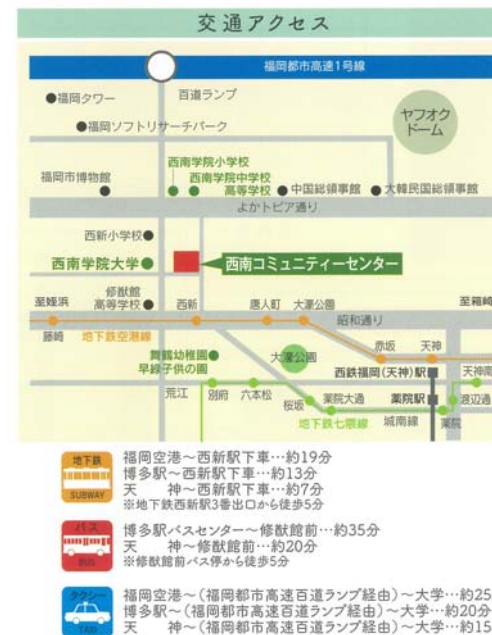 交通アクセス
福岡都市高速1号線
●福岡タワー
百道ランプ
●福岡ソフトリサーチパーク
ヤフオク
ドーム
西南学院小学校
西南学院中学校
高等学校
福岡市博物館
●中国総領事館
●大韓民国総領事館
よかトピア通り
西新小学校●
西南学院大学●
西南コミュニティーセンター
修猷館
高等学校●
至姪浜
西新
唐人町
大濠公園
昭和通り
至箱崎
藤崎
地下鉄空港線
赤坂
天神
舞鶴幼稚園
早緑子供の園
大濠公園
西鉄福岡(天神)駅
天神南
荒江
別府
六本松
桜坂
薬院大通
薬院駅
渡辺通
地下鉄七隈線
城南線
薬院
地下鉄
SUBWAY
福岡空港～西新駅下車…約19分
博多駅～西新駅下車…約13分
天　神～西新駅下車…約7分
※地下鉄西新駅3番出口から徒歩5分
バス
BUS
博多駅バスセンター～修猷館前…約35分
天　神～修猷館前…約20分
※修猷館前バス停から徒歩5分
タクシー
TAXI
福岡空港～(福岡都市高速百道ランプ経由)～大学…約25
博多駅～(福岡都市高速百道ランプ経由)～大学…約20分
天　神～(福岡都市高速百道ランプ経由)～大学…約15